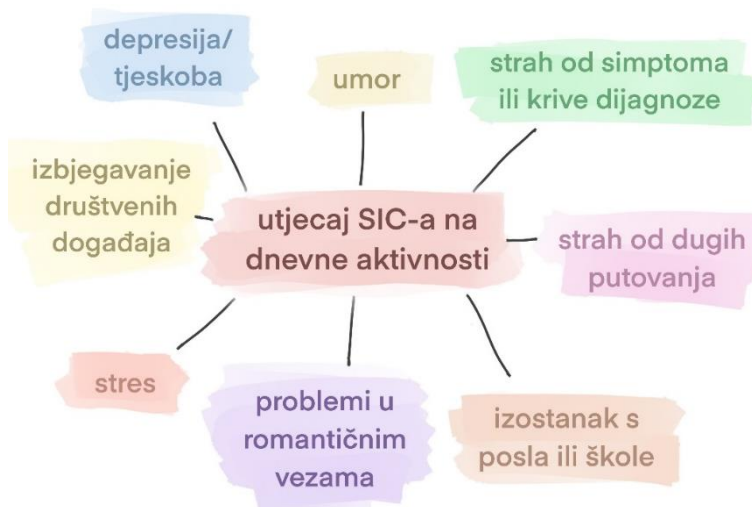 depresija/
tjeskoba
umor
strah od simptoma
ili krive dijagnoze
izbjegavanje
društvenih
događaja
utjecaj SIC-a na
dnevne aktivnosti
strah od dugih
putovanja
stres
problemi u
romantičnim
vezama
izostanak s
posla ili škole